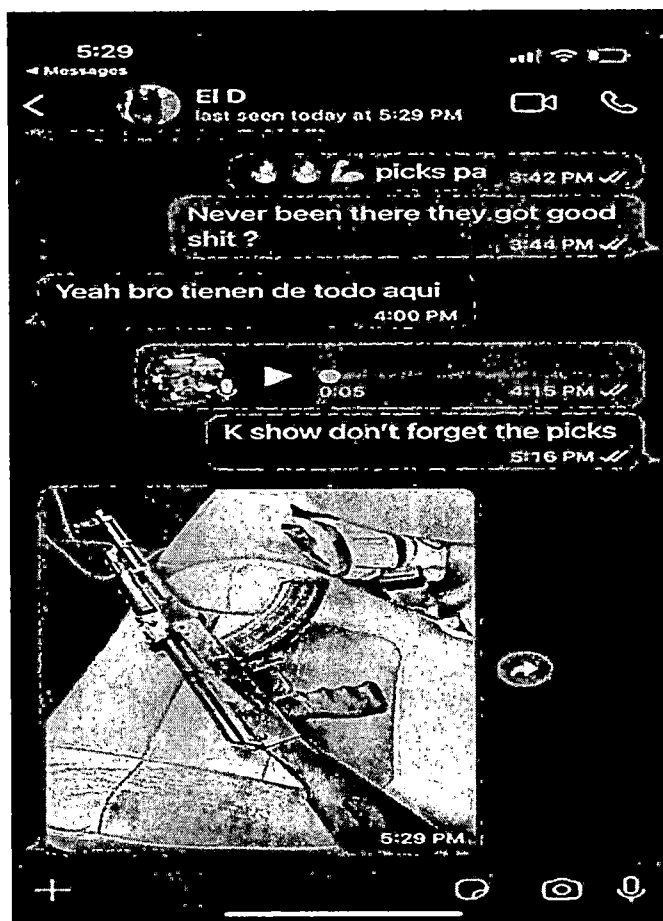 5:29
Messages
El D
last seen today at 5:29 PM
🔥 🔥 💪 picks pa 3:42 PM
Never been there they got good
shit ? 3:44 PM
Yeah bro tienen de todo aqui
4:00 PM
0:05 4:15 PM
K show don't forget the picks
5:16 PM
5:29 PM